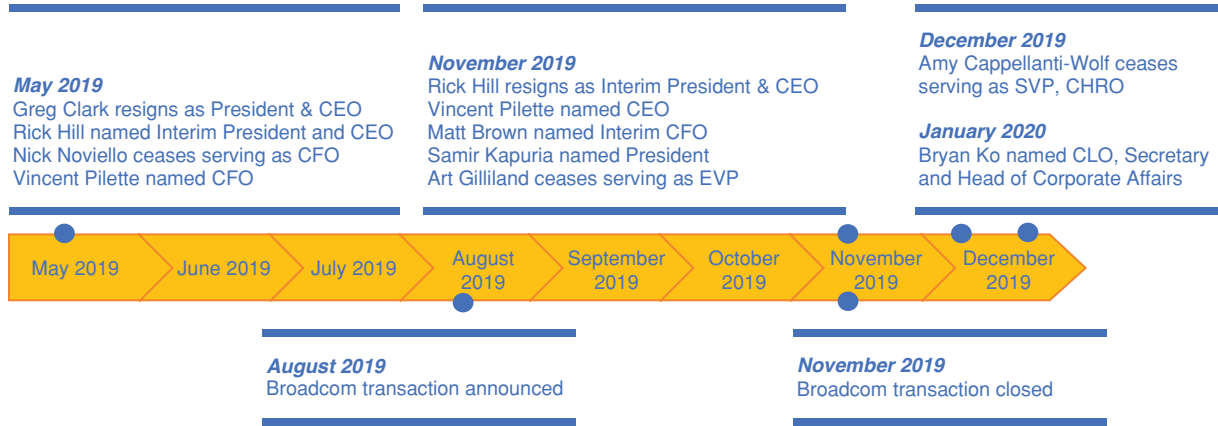 May 2019
Greg Clark resigns as President & CEO
Rick Hill named Interim President and CEO
Nick Noviello ceases serving as CFO
Vincent Pilette named CFO
November 2019
Rick Hill resigns as Interim President & CEO
Vincent Pilette named CEO
Matt Brown named Interim CFO
Samir Kapuria named President
Art Gilliland ceases serving as EVP
December 2019
Amy Cappellanti-Wolf ceases
serving as SVP, CHRO
January 2020
Bryan Ko named CLO, Secretary
and Head of Corporate Affairs
May 2019
June 2019
July 2019
August
2019
September
2019
October
2019
November
2019
December
2019
August 2019
Broadcom transaction announced
November 2019
Broadcom transaction closed